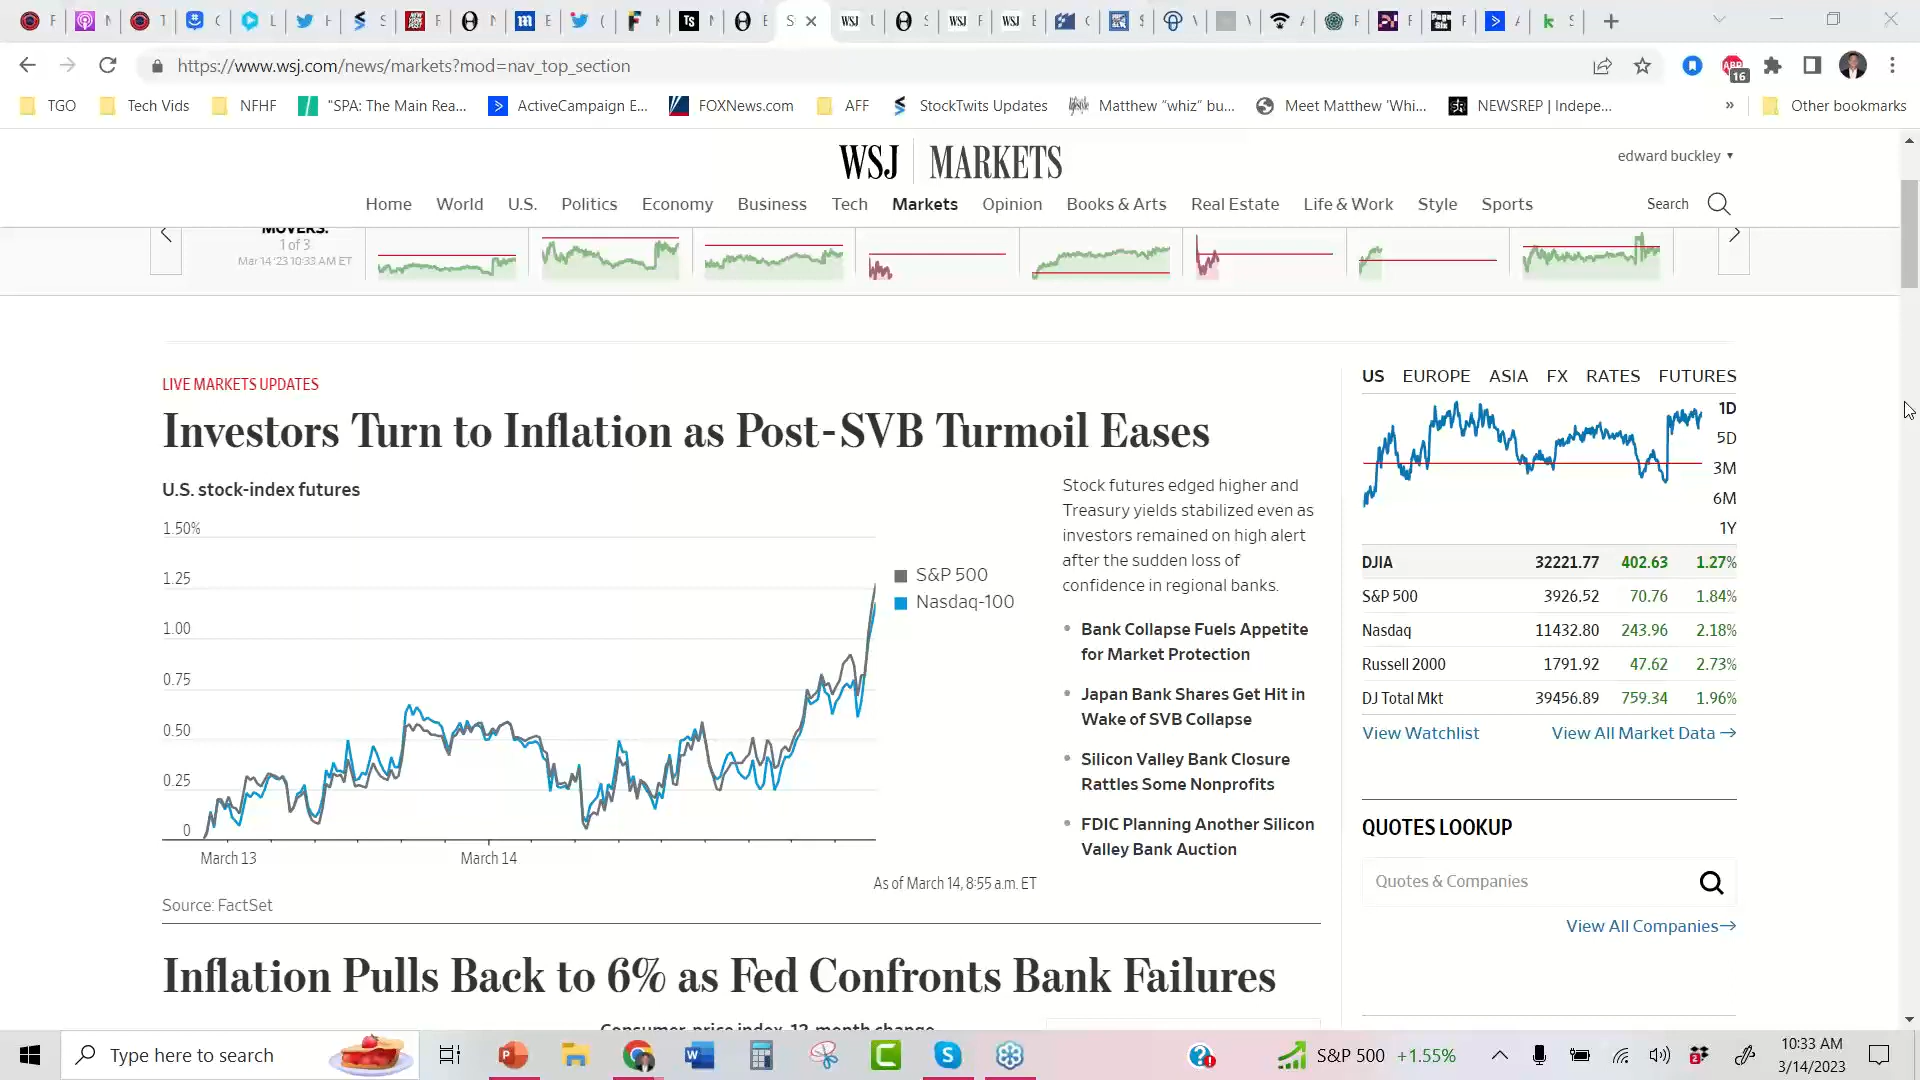 https://www.wsj.com/news/markets?mod=nav_top_section
16
TGO
Tech Vids
NFHF
"SPA: The Main Rea...
ActiveCampaign E...
FOXNews.com
AFF
StockTwits Updates
Matthew “whiz” bu...
Meet Matthew 'Whi...
NEWSREP | Indepe...
»
Other bookmarks
WSJ | MARKETS
edward buckley
Home World U.S. Politics Economy Business Tech Markets Opinion Books & Arts Real Estate Life & Work Style Sports
Search
MOVERS:
1 of 3
Mar 14 '23 10:33 AM ET
LIVE MARKETS UPDATES
Investors Turn to Inflation as Post-SVB Turmoil Eases
U.S. stock-index futures
1.50%
1.25
1.00
0.75
0.50
0.25
0
March 13
March 14
S&P 500
Nasdaq-100
As of March 14, 8:55 a.m. ET
Source: FactSet
Stock futures edged higher and
Treasury yields stabilized even as
investors remained on high alert
after the sudden loss of
confidence in regional banks.
Bank Collapse Fuels Appetite
for Market Protection
Japan Bank Shares Get Hit in
Wake of SVB Collapse
Silicon Valley Bank Closure
Rattles Some Nonprofits
FDIC Planning Another Silicon
Valley Bank Auction
US EUROPE ASIA FX RATES FUTURES
1D
5D
3M
6M
1Y
DJIA 32221.77 402.63 1.27%
S&P 500 3926.52 70.76 1.84%
Nasdaq 11432.80 243.96 2.18%
Russell 2000 1791.92 47.62 2.73%
DJ Total Mkt 39456.89 759.34 1.96%
View Watchlist
View All Market Data →
QUOTES LOOKUP
Quotes & Companies
View All Companies→
Inflation Pulls Back to 6% as Fed Confronts Bank Failures
Consumer-price index, 12-month change
Type here to search
S&P 500 +1.55%
10:33 AM
3/14/2023